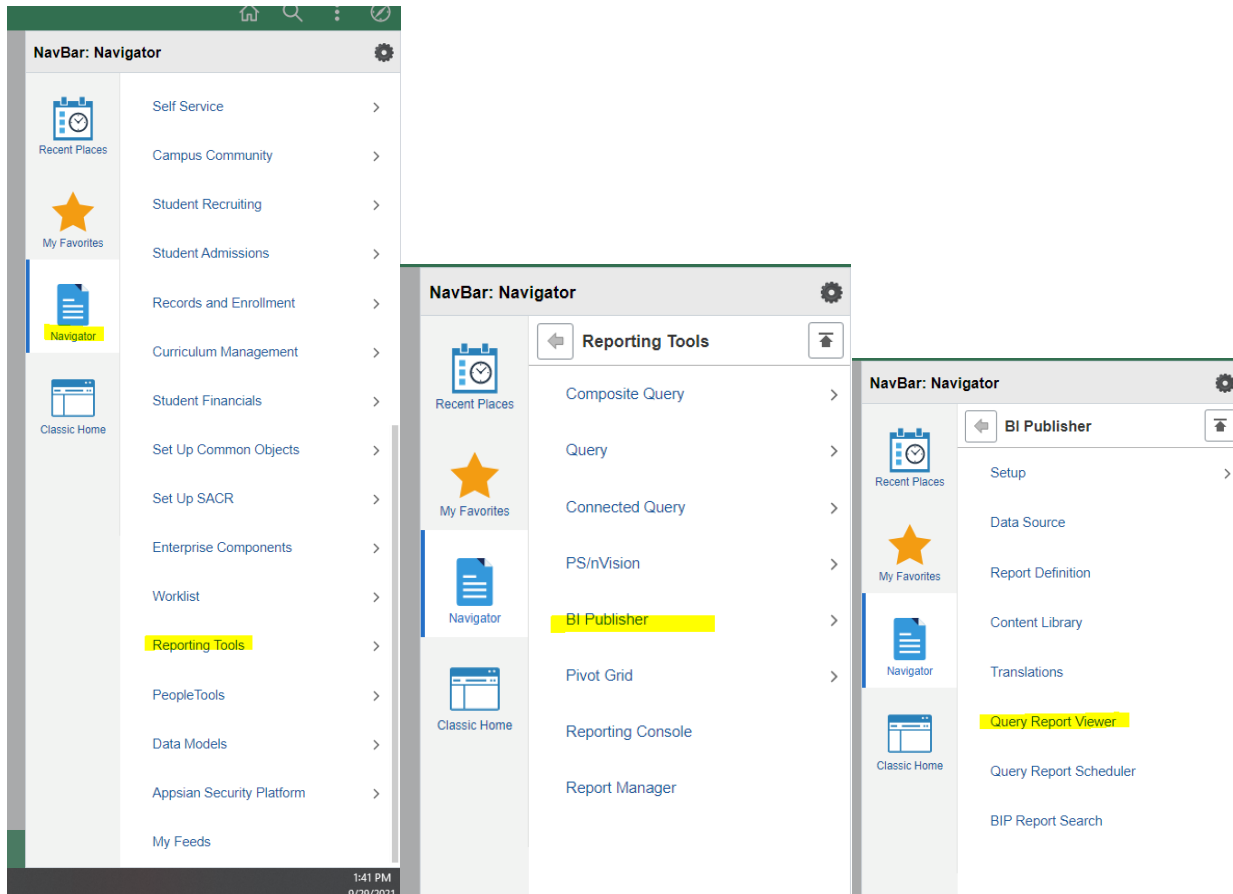 NavBar: Navigator
Recent Places
My Favorites
Navigator
Classic Home
Self Service
Campus Community
Student Recruiting
Student Admissions
Records and Enrollment
Curriculum Management
Student Financials
Set Up Common Objects
Set Up SACR
Enterprise Components
Worklist
Reporting Tools
PeopleTools
Data Models
Appsian Security Platform
My Feeds
1:41 PM
9/29/2021
NavBar: Navigator
Recent Places
My Favorites
Navigator
Classic Home
Reporting Tools
Composite Query
Query
Connected Query
PS/nVision
BI Publisher
Pivot Grid
Reporting Console
Report Manager
NavBar: Navigator
Recent Places
My Favorites
Navigator
Classic Home
BI Publisher
Setup
Data Source
Report Definition
Content Library
Translations
Query Report Viewer
Query Report Scheduler
BIP Report Search